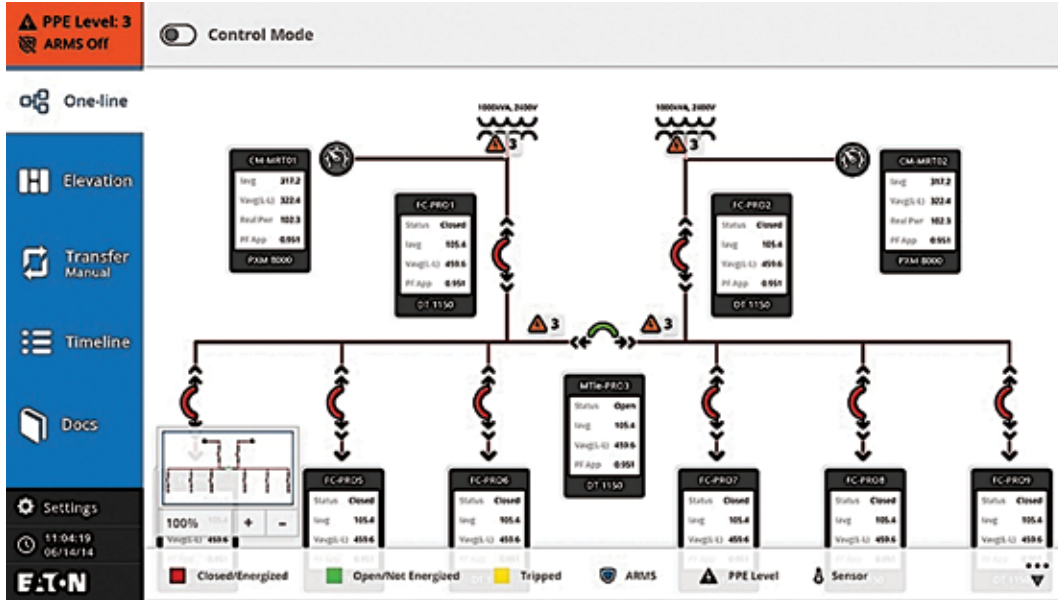 PPE Level: 3
ARMS Off
Control Mode
One-line
Elevation
Transfer
Manual
Timeline
Docs
Settings
11:04:19
06/14/14
EATON
1000kVA, 2400V
1000kVA, 2400V
3
3
CM-MRT01
Iavg 317.2
Vavg(L-L) 322.4
Real Pwr 102.3
PF App 0.951
PXM 8000
FC-PRO1
Status Closed
Iavg 105.4
Vavg(L-L) 459.6
PF App 0.951
DT 1150
FC-PRO2
Status Closed
Iavg 105.4
Vavg(L-L) 459.6
PF App 0.951
DT 1150
CM-MRT02
Iavg 317.2
Vavg(L-L) 322.4
Real Pwr 102.3
PF App 0.951
PXM 8000
3
3
MTie-PRO3
Status Open
Iavg 105.4
Vavg(L-L) 459.6
PF App 0.951
DT 1150
100% + -
Vavg(L-L) 459.6
FC-PRO5
Status Closed
Iavg 105.4
Vavg(L-L) 459.6
FC-PRO6
Status Closed
Iavg 105.4
Vavg(L-L) 459.6
FC-PRO7
Status Closed
Iavg 105.4
Vavg(L-L) 459.6
FC-PRO8
Status Closed
Iavg 105.4
Vavg(L-L) 459.6
FC-PRO9
Status Closed
Iavg 105.4
Vavg(L-L) 459.6
Closed/Energized
Open/Not Energized
Tripped
ARMS
PPE Level
Sensor